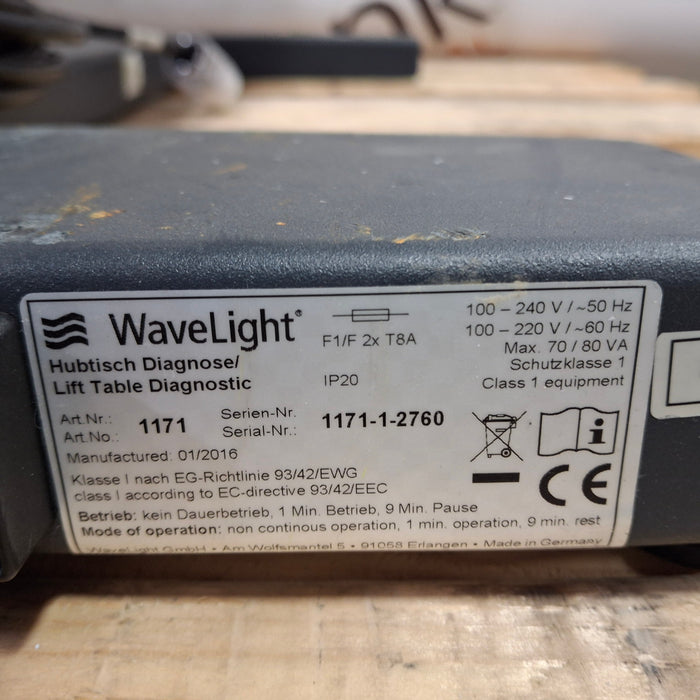 WaveLight®
Hubtisch Diagnose/
Lift Table Diagnostic
F1/F 2x T8A
IP20
100 – 240 V / ~50 Hz
100 – 220 V / ~60 Hz
Max. 70 / 80 VA
Schutzklasse 1
Class 1 equipment
Art.Nr.: 1171 Serien-Nr. 1171-1-2760
Art.No.: Serial-Nr.:
Manufactured: 01/2016
Klasse I nach EG-Richtlinie 93/42/EWG
class I according to EC-directive 93/42/EEC
Betrieb: kein Dauerbetrieb, 1 Min. Betrieb, 9 Min. Pause
Mode of operation: non continous operation, 1 min. operation, 9 min. rest
WaveLight GmbH • Am Wolfsmantel 5 • 91058 Erlangen • Made in Germany
i
CE